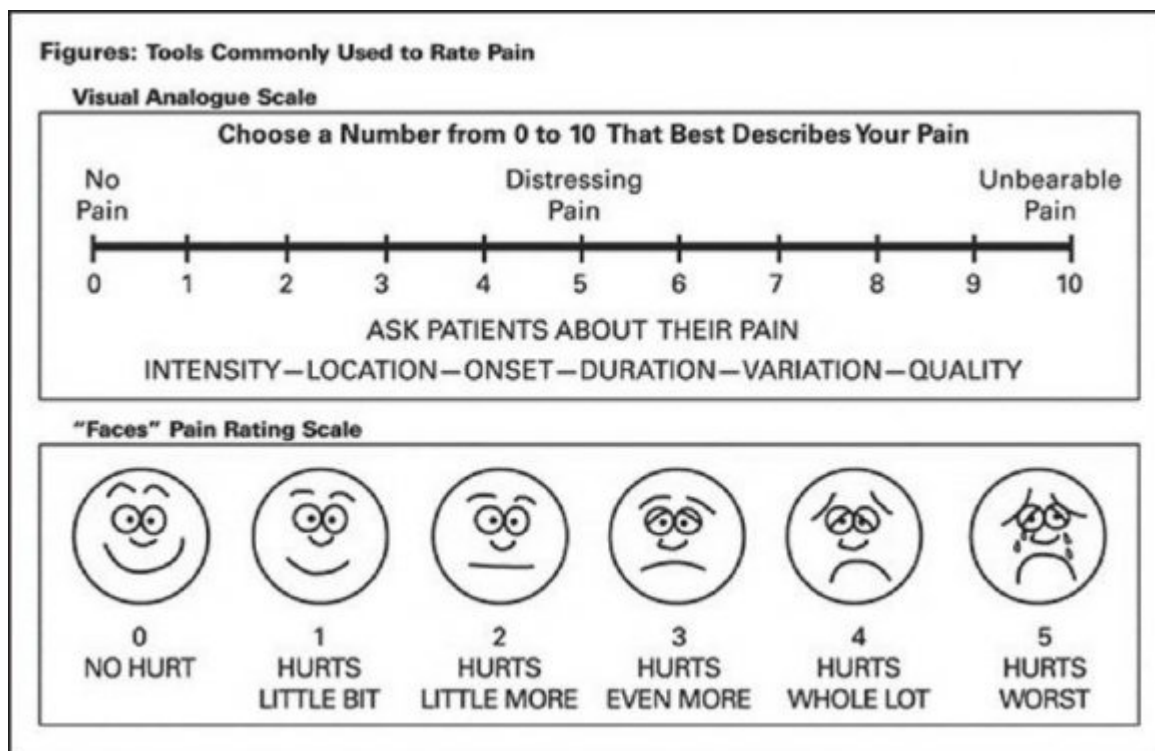 Figures: Tools Commonly Used to Rate Pain
Visual Analogue Scale
Choose a Number from 0 to 10 That Best Describes Your Pain
No Distressing Unbearable
Pain Pain Pain
0 1 2 3 4 5 6 7 8 9 10
ASK PATIENTS ABOUT THEIR PAIN
INTENSITY—LOCATION—ONSET—DURATION—VARIATION—QUALITY
“Faces” Pain Rating Scale
0 1 2 3 4 5
NO HURT HURTS HURTS HURTS HURTS HURTS
LITTLE BIT LITTLE MORE EVEN MORE WHOLE LOT WORST